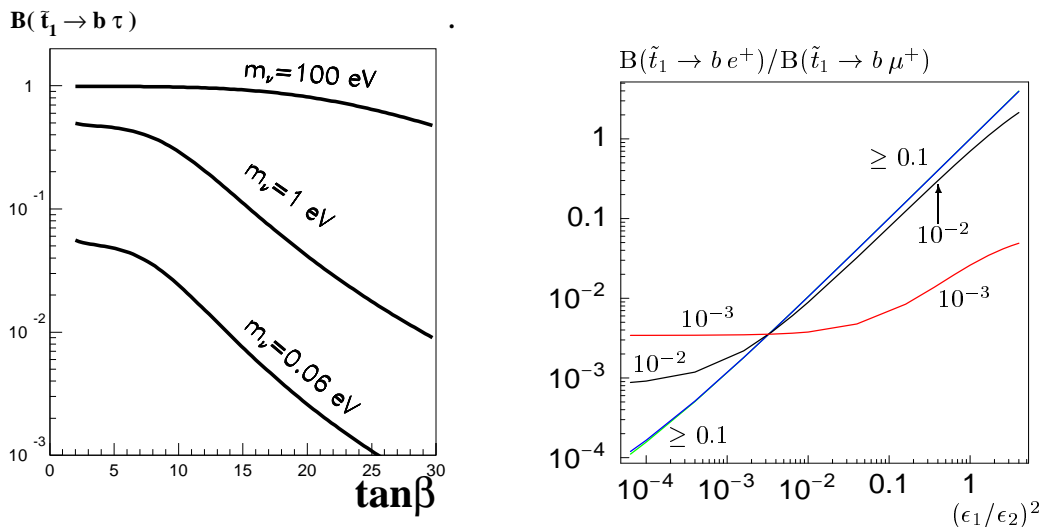 B( t̃₁ → b τ )
.
1
10⁻¹
10⁻²
10⁻³
0 5 10 15 20 25 30
tanβ
m_ν=100 eV
m_ν=1 eV
m_ν=0.06 eV
B(t̃₁ → b e⁺)/B(t̃₁ → b μ⁺)
1
0.1
10⁻²
10⁻³
10⁻⁴
≥ 0.1
10⁻²
10⁻³
10⁻³
10⁻²
≥ 0.1
10⁻⁴ 10⁻³ 10⁻² 0.1 1
(ϵ₁/ϵ₂)²